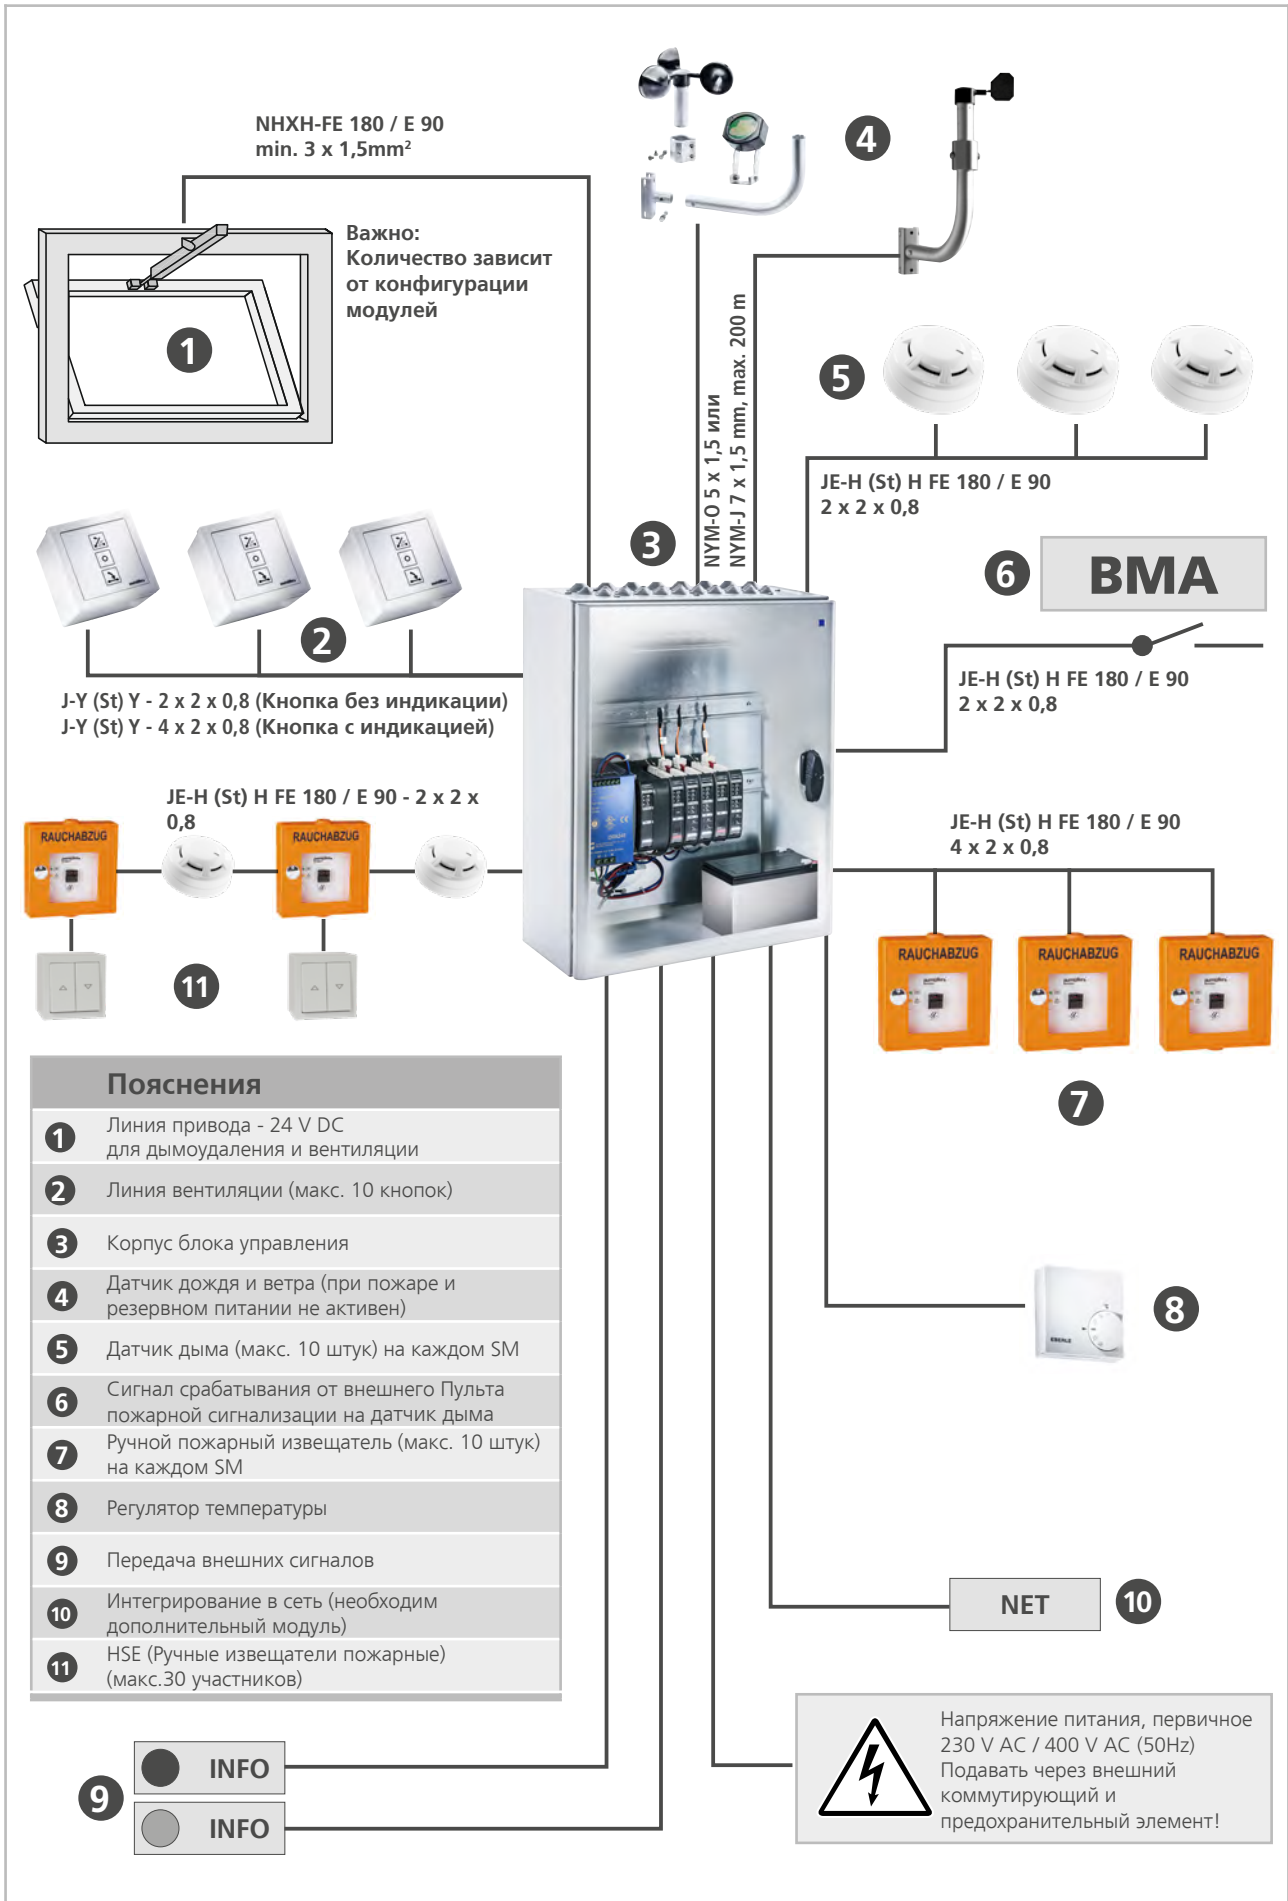 NHXH-FE 180 / E 90
min. 3 x 1,5mm²
4
Важно:
Количество зависит
от конфигурации
модулей
1
NYM-O 5 x 1,5 или
NYM-J 7 x 1,5 mm, max. 200 m
5
JE-H (St) H FE 180 / E 90
2 x 2 x 0,8
3
6
BMA
JE-H (St) H FE 180 / E 90
2 x 2 x 0,8
2
J-Y (St) Y - 2 x 2 x 0,8 (Кнопка без индикации)
J-Y (St) Y - 4 x 2 x 0,8 (Кнопка с индикацией)
JE-H (St) H FE 180 / E 90 - 2 x 2 x
0,8
RAUCHABZUG
RAUCHABZUG
11
JE-H (St) H FE 180 / E 90
4 x 2 x 0,8
RAUCHABZUG
RAUCHABZUG
RAUCHABZUG
7
Пояснения
1 Линия привода - 24 V DC
для дымоудаления и вентиляции
2 Линия вентиляции (макс. 10 кнопок)
3 Корпус блока управления
4 Датчик дождя и ветра (при пожаре и
резервном питании не активен)
5 Датчик дыма (макс. 10 штук) на каждом SM
6 Сигнал срабатывания от внешнего Пульта
пожарной сигнализации на датчик дыма
7 Ручной пожарный извещатель (макс. 10 штук)
на каждом SM
8 Регулятор температуры
9 Передача внешних сигналов
10 Интегрирование в сеть (необходим
дополнительный модуль)
11 HSE (Ручные извещатели пожарные)
(макс.30 участников)
EBERLE
8
NET
10
Напряжение питания, первичное
230 V AC / 400 V AC (50Hz)
Подавать через внешний
коммутирующий и
предохранительный элемент!
9
INFO
INFO